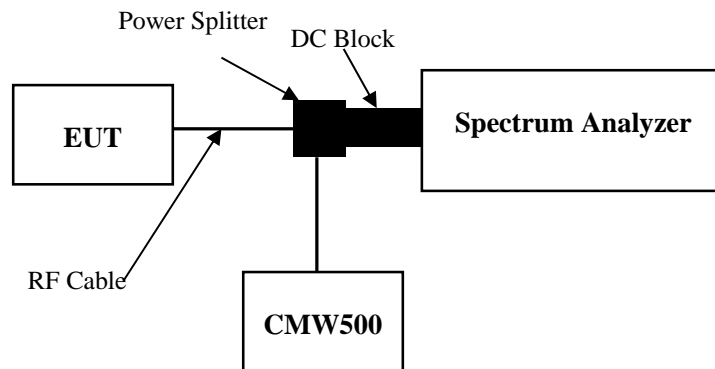 Power Splitter
DC Block
EUT
Spectrum Analyzer
RF Cable
CMW500